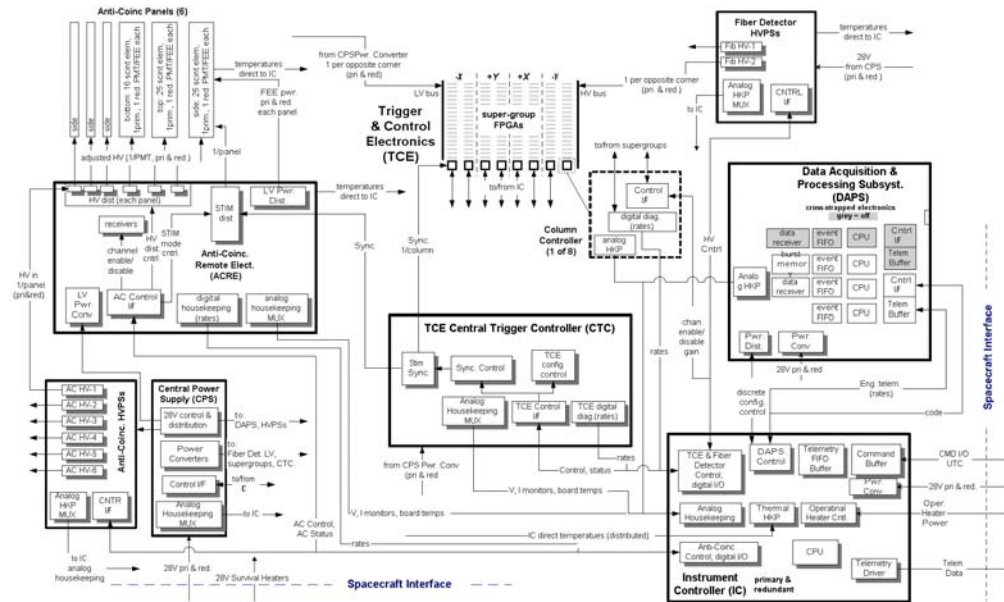 Anti-Coin Panels (6)
side
side
side
bottom: 16 scint elem,
1prim., 1 red. PMT/FEE each
top: 25 scint elem,
1prim, 1 red PMT/FEE each
side: 25 scint elem,
1prim, 1 red. PMT/FEE each
temperatures
direct to IC
FEE pwr.
pri & red
each panel
1/panel
adjusted HV (1/PMT, pri & red.)
from CPSPwr. Converter
1 per opposite corner
(pri & red)
LV bus
-X
+Y
+X
-Y
super-group
FPGAs
HV bus
1 per opposite corner
(pri. & red.)
to IC
Trigger
& Control
Electronics
(TCE)
to/from IC
Fiber Detector
HVPSs
Fib HV-1
Fib HV-2
Analog
HKP
MUX
CNTRL
I/F
temperatures
direct to IC
28V
from CPS
(pri & red.)
HV dist (each panel)
receivers
channel
enable/
disable
HV
dist
cntrl
STIM
mode
cntrl.
STIM
dist
LV Pwr
Dist
temperatures
direct to IC
Anti-Coinc.
Remote Elect.
(ACRE)
LV
Pwr.
Conv
AC Control
I/F
digital
housekeeping
(rates)
analog
housekeeping
MUX
HV in
1/panel
(pri&red)
Sync.
Sync.
1/column
to/from supergroups
Control
I/F
digital diag.
(rates)
analog
HKP
Column
Controller
(1 of 8)
HV
Cntrl
rates
chan.
enable/
disable
gain
Data Acquisition &
Processing Subsyst.
(DAPS)
cross strapped electronics
grey = off
data
receiver
event
FIFO
CPU
Cntrl
I/F
Telem
Buffer
burst
memor
y
event
FIFO
CPU
data
receiver
event
FIFO
CPU
Cntrl
I/F
event
FIFO
CPU
Telem
Buffer
Analo
g HKP
Pwr.
Dist
Pwr.
Conv
28V pri & red
discrete
config.
control
Eng. telem
(rates)
code
TCE Central Trigger Controller (CTC)
Stim
Sync.
Sync. Control
TCE
config.
control
Analog
Housekeeping
MUX
TCE Control
I/F
TCE digital
diag.(rates)
from CPS Pwr. Conv
(pri & red
Control, status
rates
V, I monitors, board temps
V, I monitors, board temps
Anti-Coinc. HVPSs
AC HV-1
AC HV-2
AC HV-3
AC HV-4
AC HV-5
AC HV-6
Analog
HKP
MUX
CNTR
I/F
to IC
analog
housekeeping
Central Power
Supply (CPS)
28V control &
distribution
Power
Converters
Control I/F
Analog
Housekeeping
MUX
to:
DAPS, HVPSs
to:
Fiber Det. LV,
supergroups, CTC.
to/from
to IC
28V pri & red.
28V Survival Heaters
AC Control,
AC Status
IC direct temperatues (distributed)
rates
Spacecraft Interface
Spacecraft Interface
TCE & Fiber
Detector
Control,
digital I/O
DAPS
Control
Telemetry
FIFO
Buffer
Command
Buffer
Pwr
Conv
Analog
Housekeeping
Thermal
HKP
Operatinal
Heater Cntl.
Anti-Coinc.
Control, digital I/O
CPU
Telemetry
Driver
Instrument
Controller (IC)
primary &
redundant
CMD I/O
UTC
28V pri & red.
Oper.
Heater
Power
Telem
Data